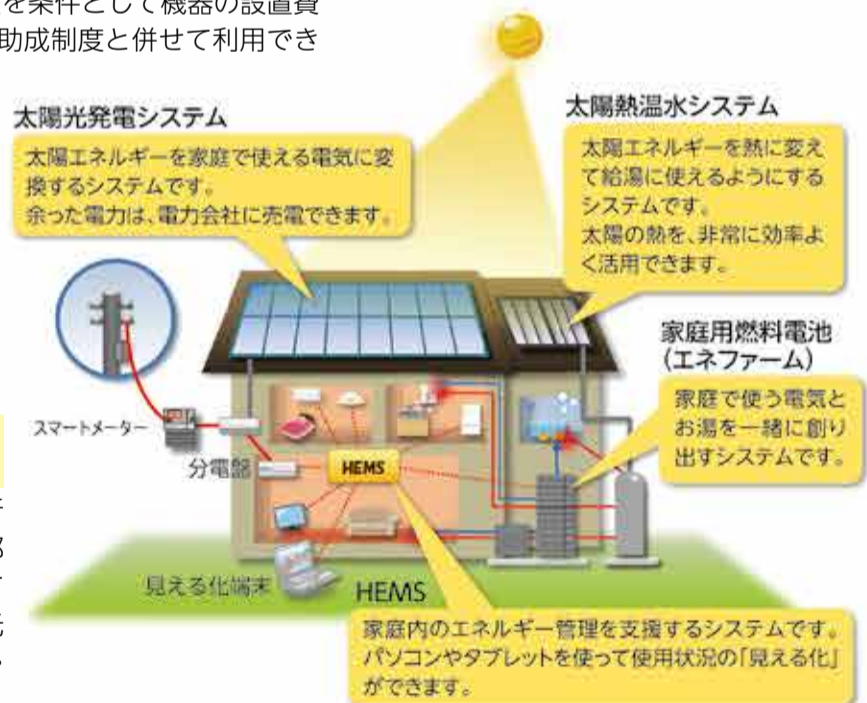 を条件として機器の設置費
助成制度と併せて利用でき
太陽光発電システム
太陽エネルギーを家庭で使える電気に変
換するシステムです。
余った電力は、電力会社に売電できます。
太陽熱温水システム
太陽エネルギーを熱に変え
て給湯に使えるようにする
システムです。
太陽の熱を、非常に効率よ
く活用できます。
家庭用燃料電池
(エネファーム)
家庭で使う電気と
お湯を一緒に創り
出すシステムです。
スマートメーター
分電盤
HEMS
見える化端末
HEMS
家庭内のエネルギー管理を支援するシステムです。
パソコンやタブレットを使って使用状況の「見える化」
ができます。